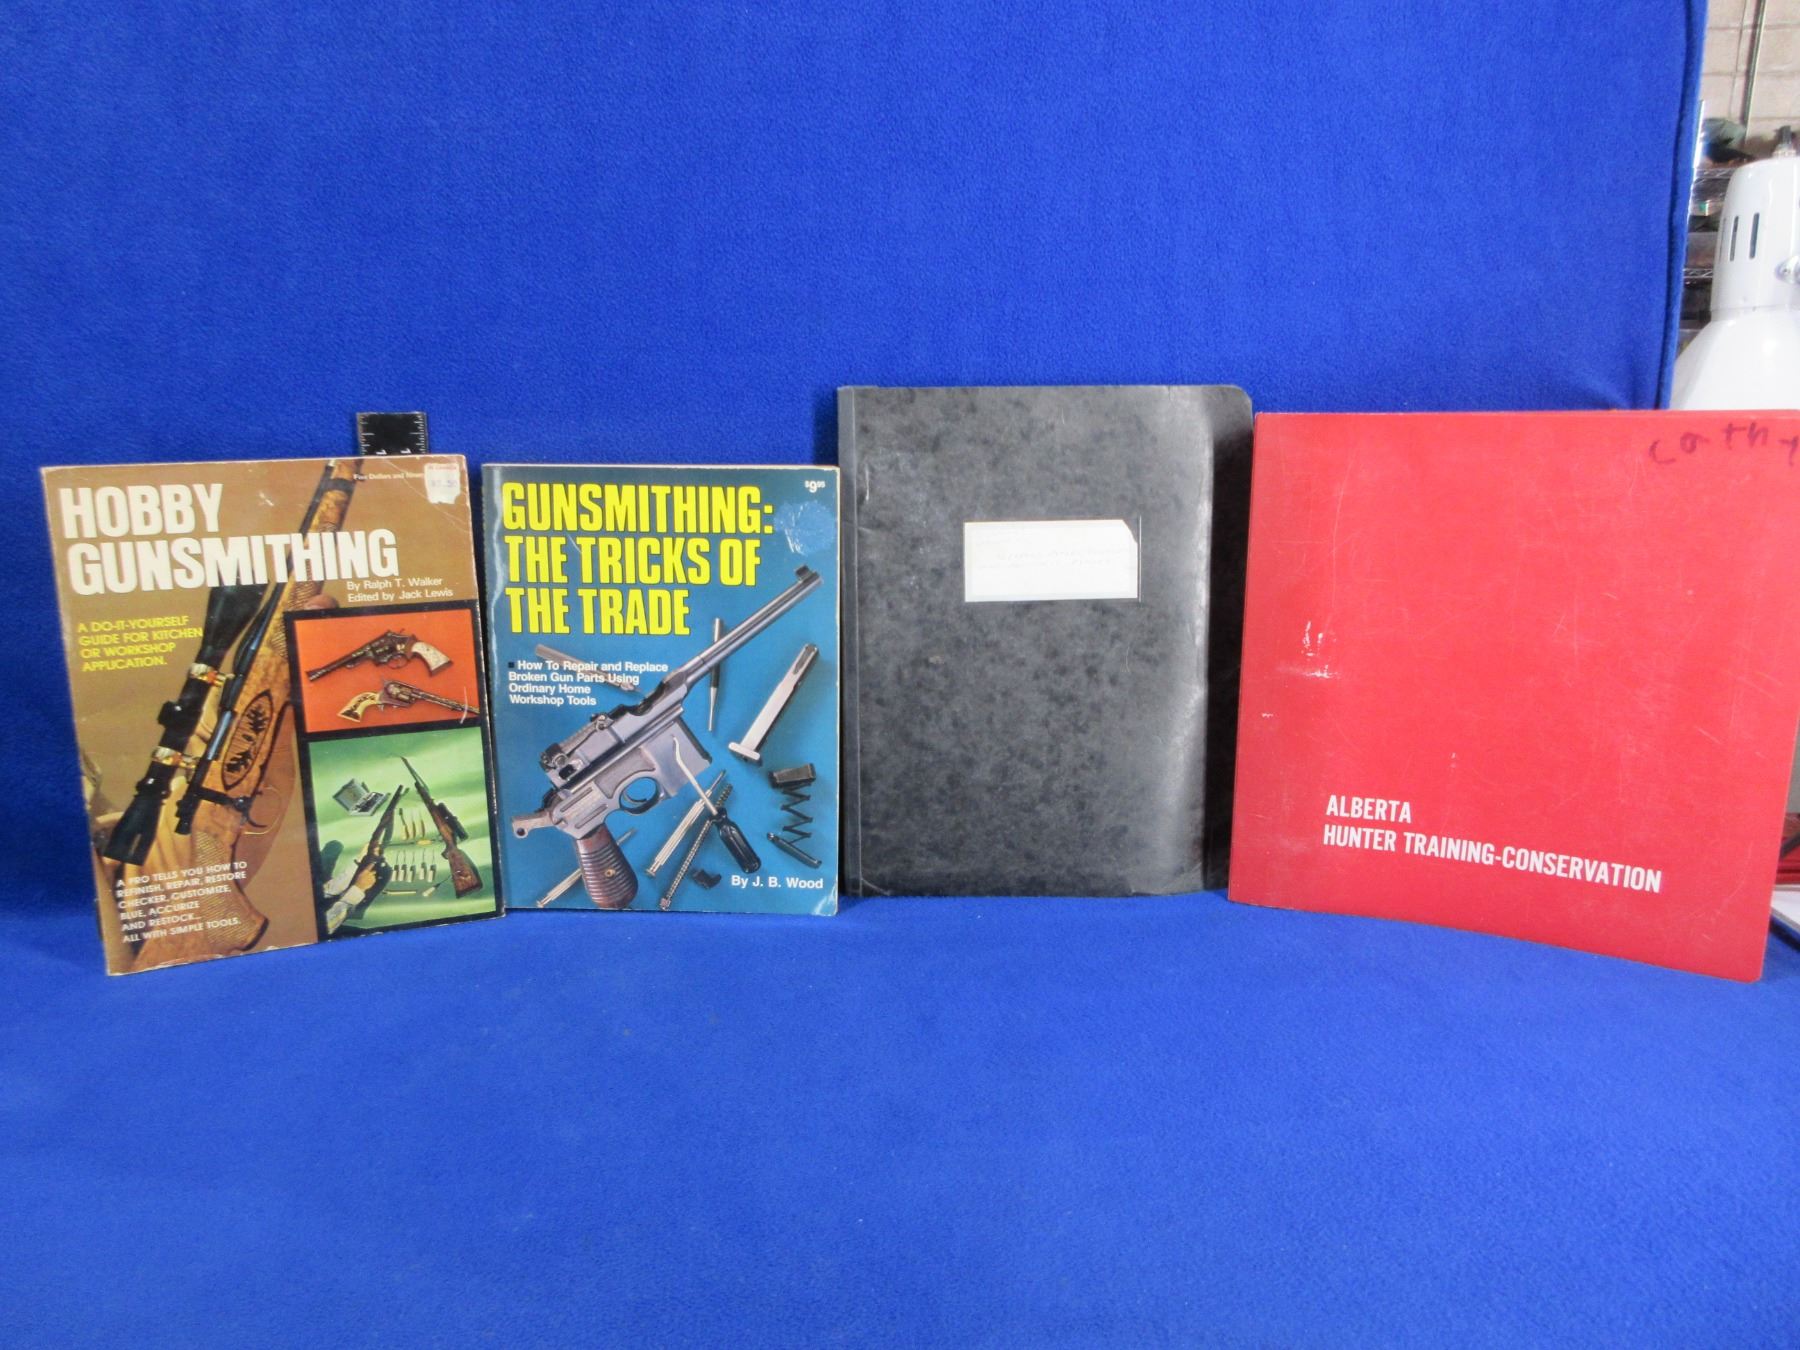 HOBBY
GUNSMITHING
By Ralph T. Walker
Edited by Jack Lewis
A DO-IT-YOURSELF
GUIDE FOR KITCHEN
OR WORKSHOP
APPLICATION.
A PRO TELLS YOU HOW TO
REFINISH, REPAIR, RESTORE
CHECKER, CUSTOMIZE,
BLUE, ACCURIZE
AND RESTOCK...
ALL WITH SIMPLE TOOLS.
Five Dollars and
$9.95
GUNSMITHING:
THE TRICKS OF
THE TRADE
How To Repair and Replace
Broken Gun Parts Using
Ordinary Home
Workshop Tools
By J. B. Wood
cathy
ALBERTA
HUNTER TRAINING-CONSERVATION